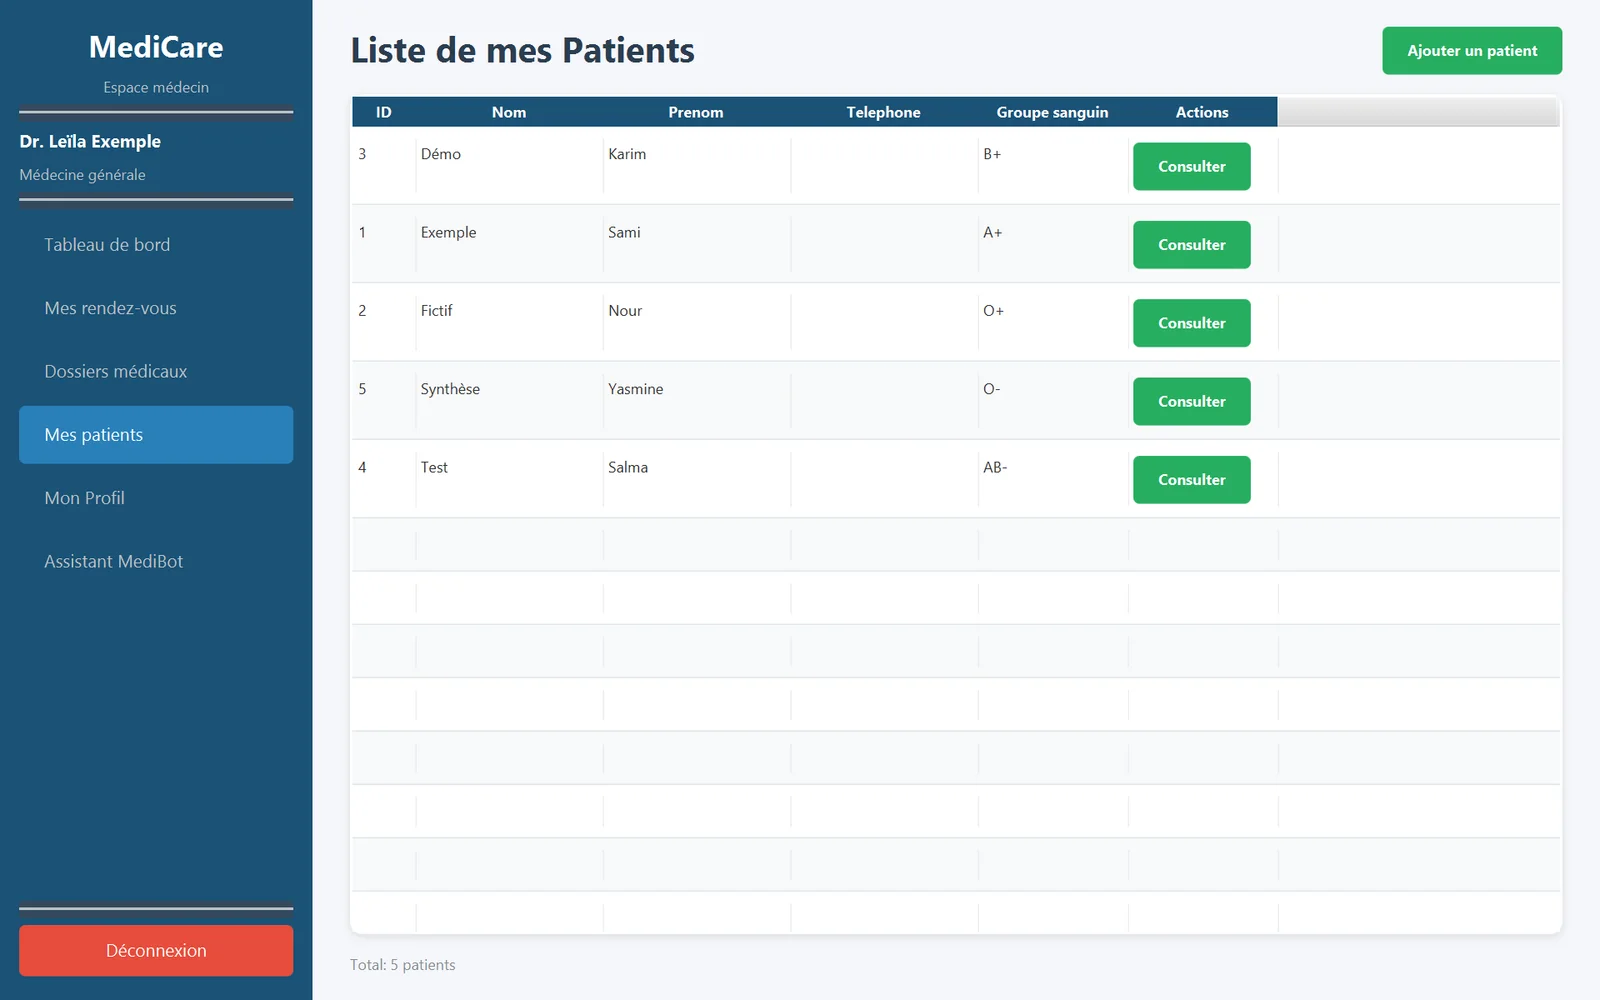 MediCare
Espace médecin
Dr. Leïla Exemple
Médecine générale
Tableau de bord
Mes rendez-vous
Dossiers médicaux
Mes patients
Mon Profil
Assistant MediBot
Déconnexion
Liste de mes Patients
Ajouter un patient
ID Nom Prenom Telephone Groupe sanguin Actions
3 Démo Karim B+ Consulter
1 Exemple Sami A+ Consulter
2 Fictif Nour O+ Consulter
5 Synthèse Yasmine O- Consulter
4 Test Salma AB- Consulter
Total: 5 patients